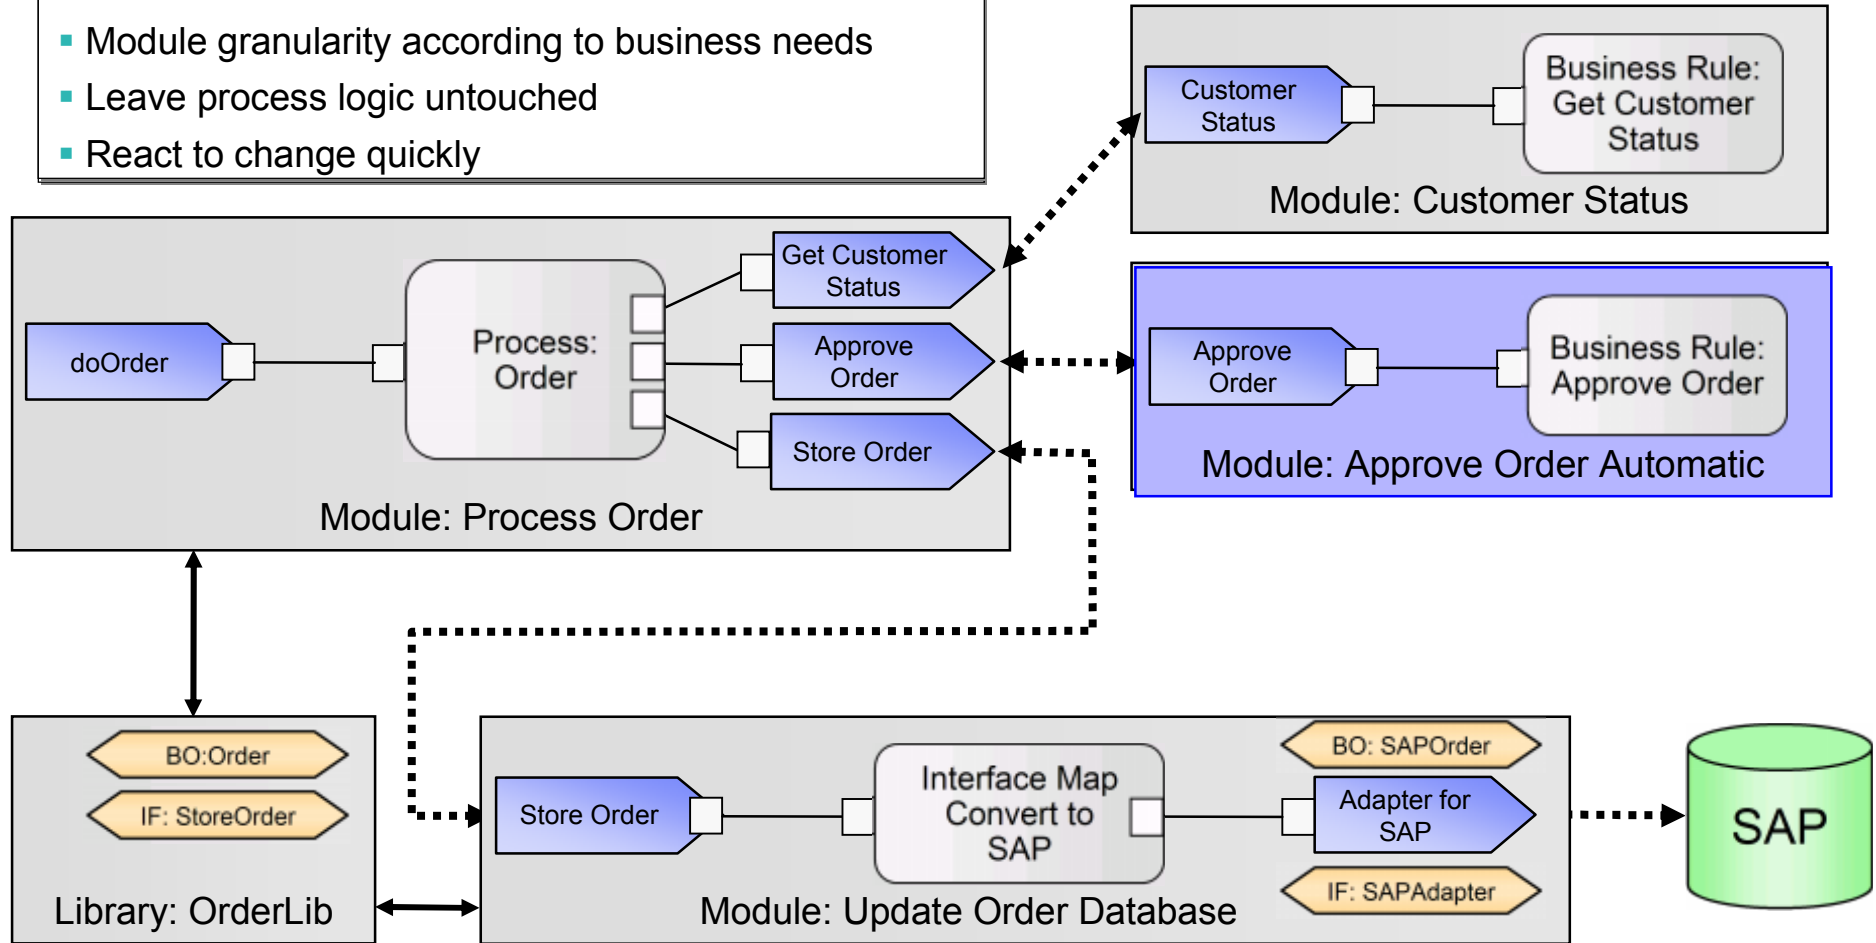 Module granularity according to business needs
Leave process logic untouched
React to change quickly
Customer
Status
Business Rule:
Get Customer
Status
Module: Customer Status
doOrder
Process:
Order
Get Customer
Status
Approve
Order
Store Order
Module: Process Order
Approve
Order
Business Rule:
Approve Order
Module: Approve Order Automatic
BO:Order
IF: StoreOrder
Library: OrderLib
Store Order
Interface Map
Convert to
SAP
BO: SAPOrder
Adapter for
SAP
IF: SAPAdapter
Module: Update Order Database
SAP